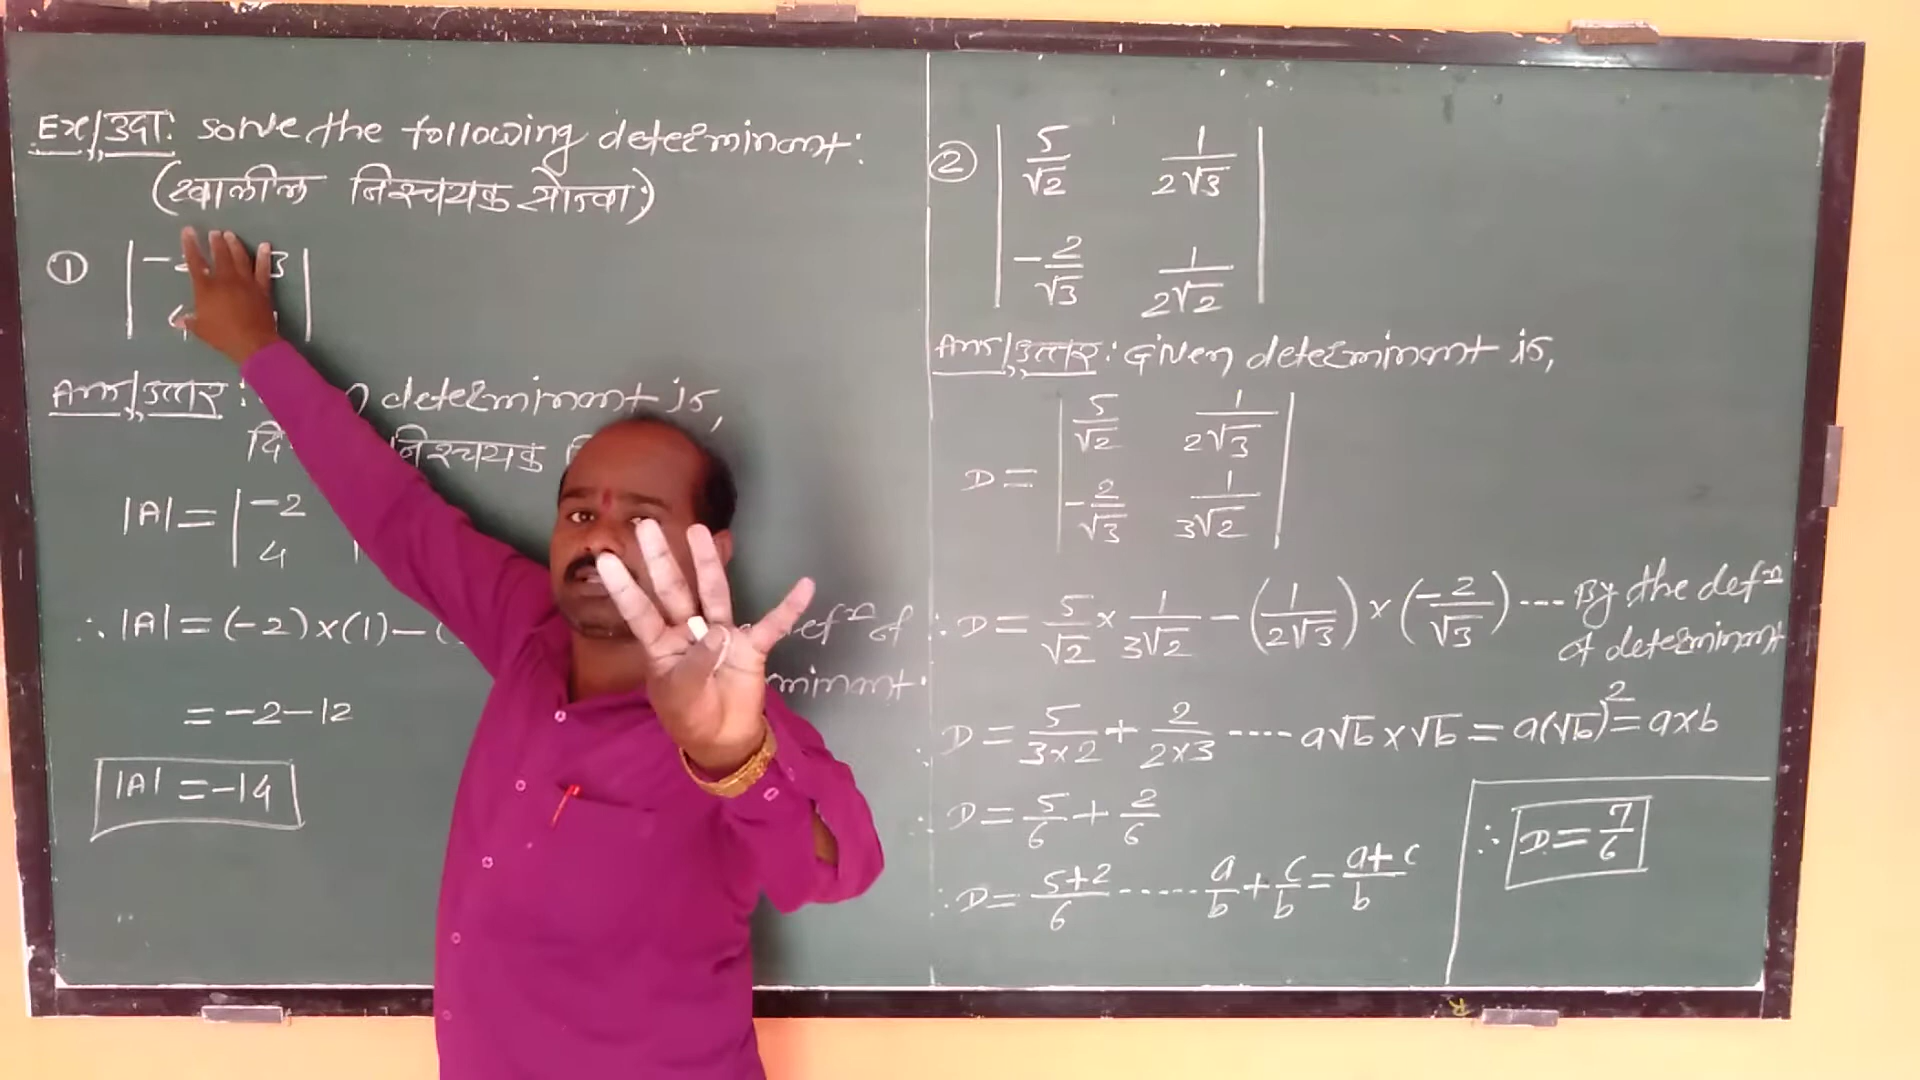 Ex/उदा: solve the following determinant:
(खालील निश्चयक सोडवा:)
① | - 3 |
Ans/उत्तर: determinant is,
निश्चयक
|A| = | -2
4
∴ |A| = (-2)×(1)-( defⁿ of
minant.
= -2-12
|A| = -14
② | 5/√2 1/2√3 |
| -2/√3 1/2√2 |
Ans/उत्तर: Given determinant is,
D = | 5/√2 1/2√3 |
| -2/√3 1/3√2 |
∴ D = 5/√2 × 1/3√2 - (1/2√3) × (-2/√3) ---- By the defⁿ
of determinant
∴ D = 5/3×2 + 2/2×3 ---- a√b×√b = a(√b)² = a×b
∴ D = 5/6 + 2/6
∴ D = 5+2/6 ------ a/b + c/b = a+c/b
∴ D = 7/6
R